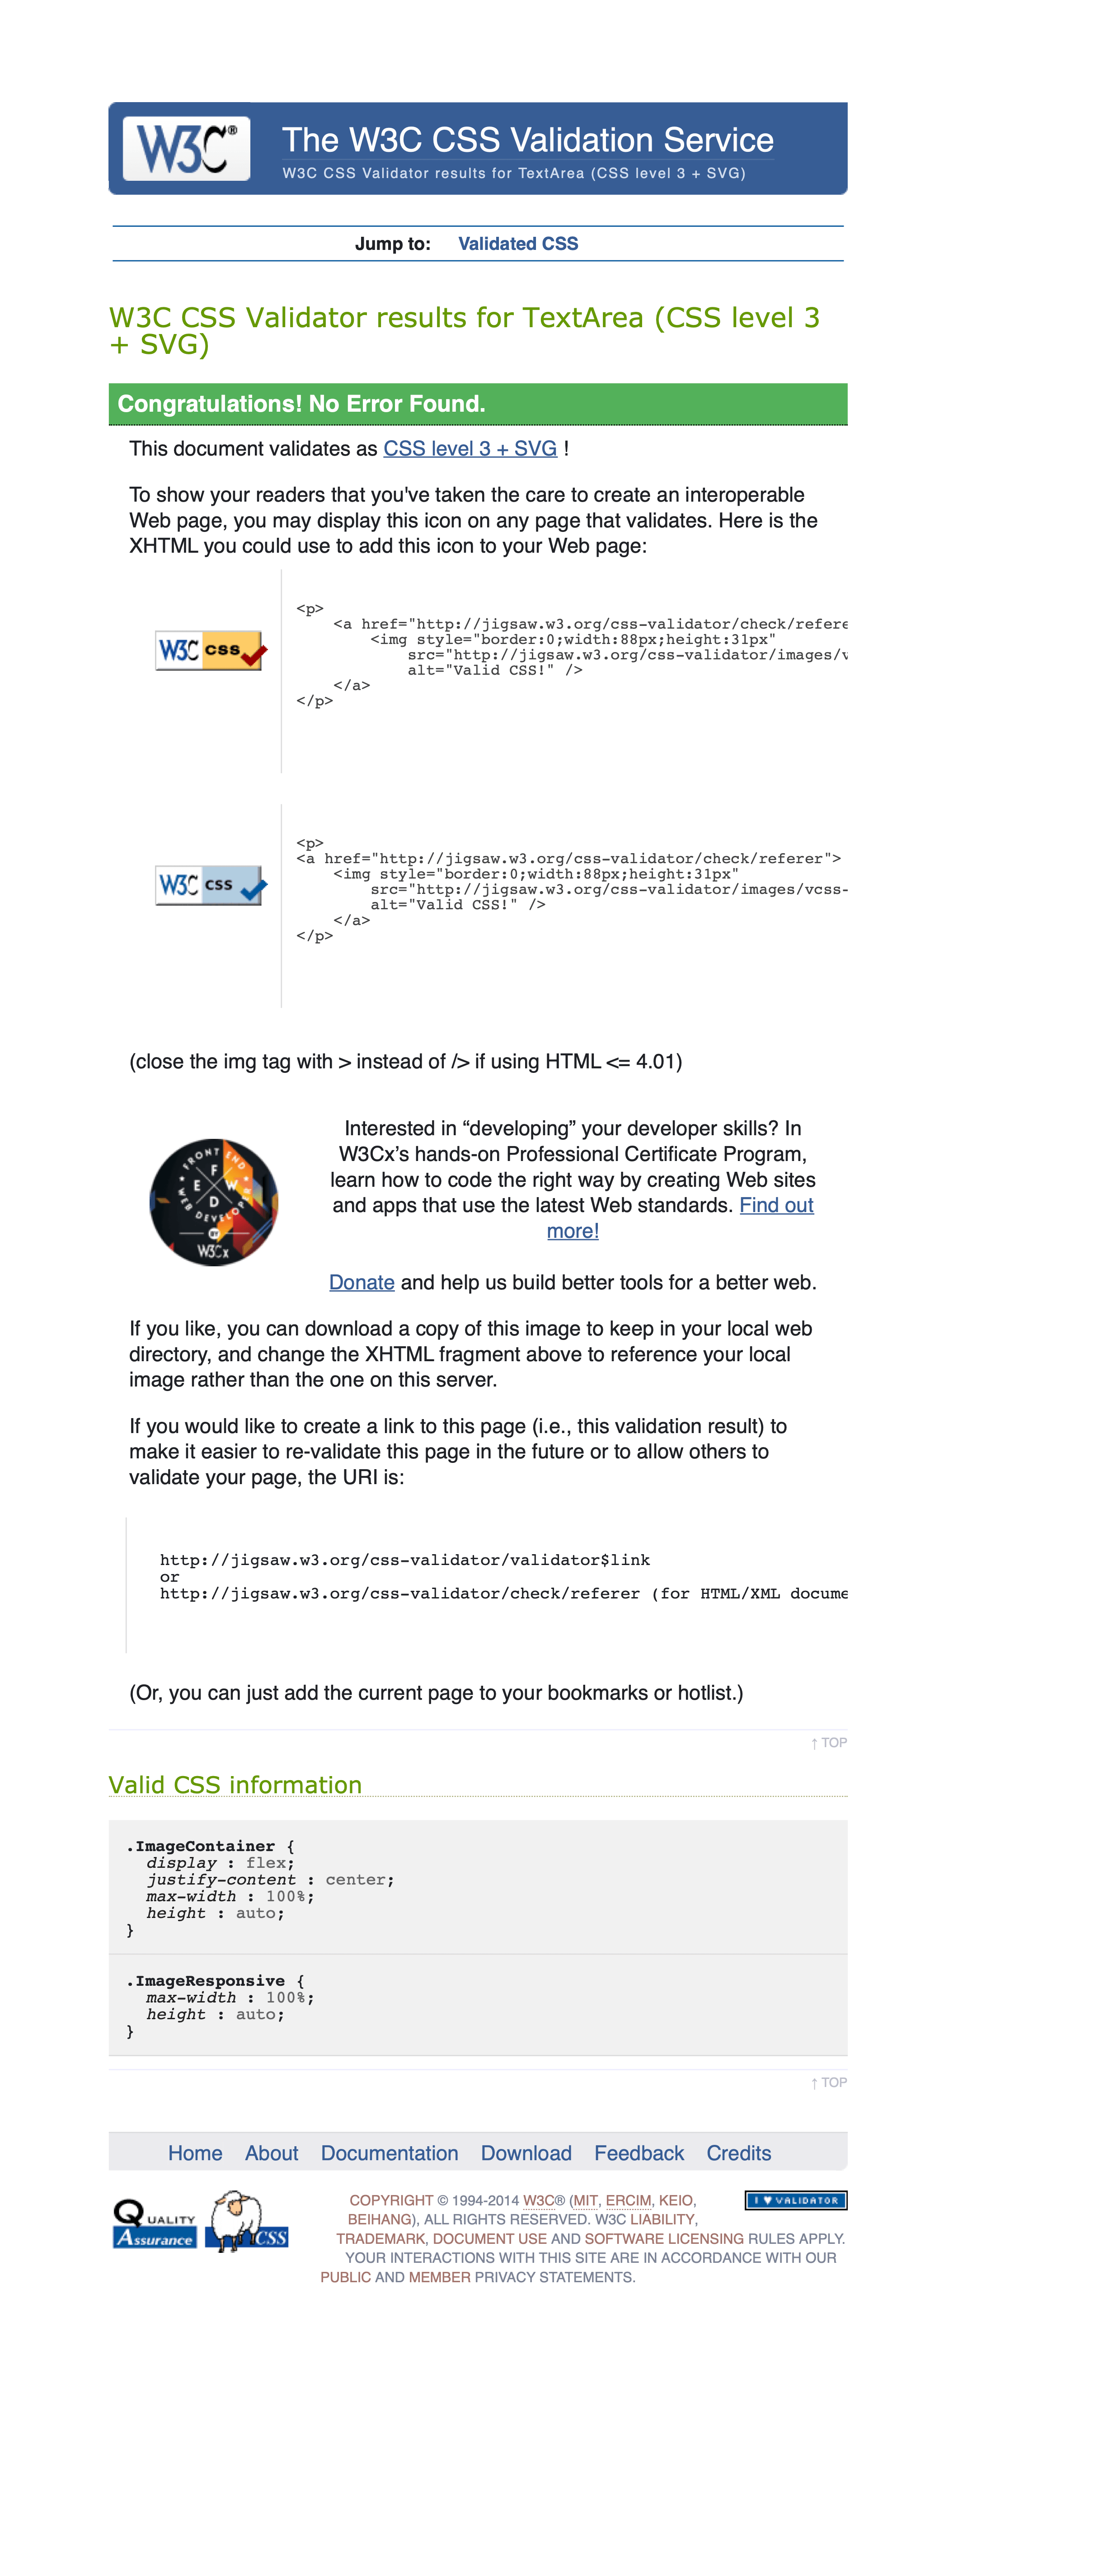 W3C®
The W3C CSS Validation Service
W3C CSS Validator results for TextArea (CSS level 3 + SVG)
Jump to: Validated CSS
W3C CSS Validator results for TextArea (CSS level 3
+ SVG)
Congratulations! No Error Found.
This document validates as CSS level 3 + SVG !
To show your readers that you've taken the care to create an interoperable
Web page, you may display this icon on any page that validates. Here is the
XHTML you could use to add this icon to your Web page:
W3C css
<p>
<a href="http://jigsaw.w3.org/css-validator/check/refere
<img style="border:0;width:88px;height:31px"
src="http://jigsaw.w3.org/css-validator/images/v
alt="Valid CSS!" />
</a>
</p>
W3C css
<p>
<a href="http://jigsaw.w3.org/css-validator/check/referer">
<img style="border:0;width:88px;height:31px"
src="http://jigsaw.w3.org/css-validator/images/vcss-
alt="Valid CSS!" />
</a>
</p>
(close the img tag with > instead of /> if using HTML <= 4.01)
FRONT END
F E D W
WEB DEVELOPER
BY
W3Cx
Interested in “developing” your developer skills? In
W3Cx’s hands-on Professional Certificate Program,
learn how to code the right way by creating Web sites
and apps that use the latest Web standards. Find out
more!
Donate and help us build better tools for a better web.
If you like, you can download a copy of this image to keep in your local web
directory, and change the XHTML fragment above to reference your local
image rather than the one on this server.
If you would like to create a link to this page (i.e., this validation result) to
make it easier to re-validate this page in the future or to allow others to
validate your page, the URI is:
http://jigsaw.w3.org/css-validator/validator$link
or
http://jigsaw.w3.org/css-validator/check/referer (for HTML/XML docume
(Or, you can just add the current page to your bookmarks or hotlist.)
↑ TOP
Valid CSS information
.ImageContainer {
display : flex;
justify-content : center;
max-width : 100%;
height : auto;
}
.ImageResponsive {
max-width : 100%;
height : auto;
}
↑ TOP
Home About Documentation Download Feedback Credits
QUALITY
Assurance
CSS
I ♥ VALIDATOR
COPYRIGHT © 1994-2014 W3C® (MIT, ERCIM, KEIO,
BEIHANG), ALL RIGHTS RESERVED. W3C LIABILITY,
TRADEMARK, DOCUMENT USE AND SOFTWARE LICENSING RULES APPLY.
YOUR INTERACTIONS WITH THIS SITE ARE IN ACCORDANCE WITH OUR
PUBLIC AND MEMBER PRIVACY STATEMENTS.